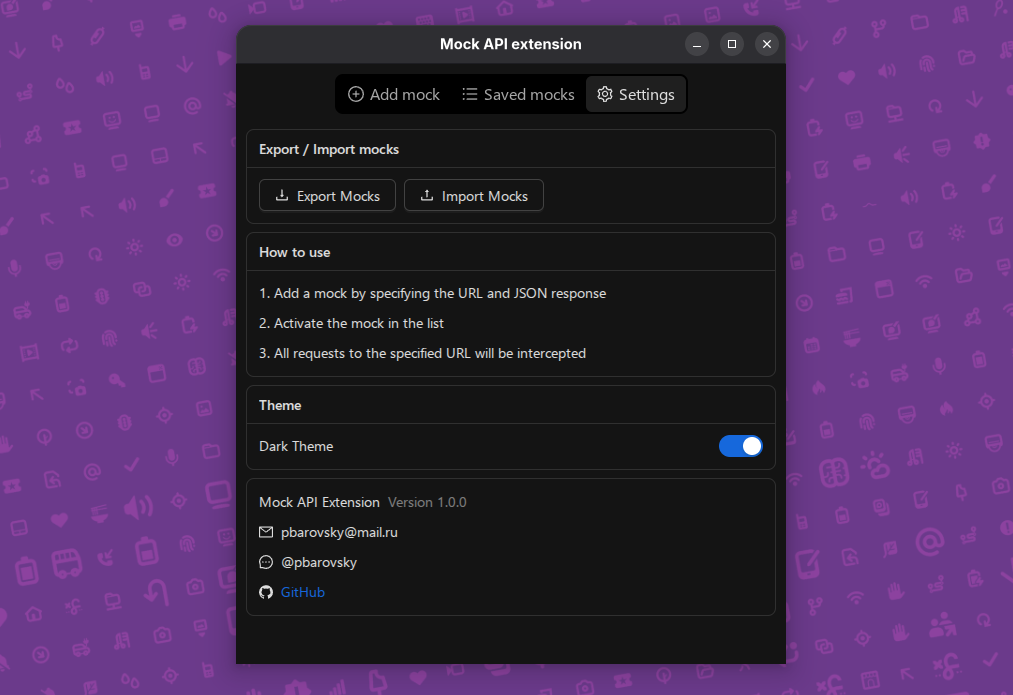 Mock API extension
Add mock
Saved mocks
Settings
Export / Import mocks
Export Mocks
Import Mocks
How to use
1. Add a mock by specifying the URL and JSON response
2. Activate the mock in the list
3. All requests to the specified URL will be intercepted
Theme
Dark Theme
Mock API Extension Version 1.0.0
pbarovsky@mail.ru
@pbarovsky
GitHub